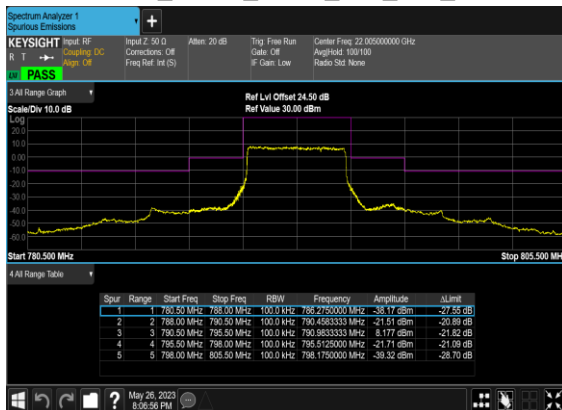 Spectrum Analyzer 1
Spurious Emissions
KEYSIGHT Input: RF Input Z: 50 Ω Atten: 20 dB Trig: Free Run Center Freq: 22.005000000 GHz
R T Coupling: DC Corrections: Off Gate: Off Avg|Hold: 100/100
Align: Off Freq Ref: Int (S) IF Gain: Low Radio Std: None
PASS
3 All Range Graph
Ref Lvl Offset 24.50 dB
Scale/Div 10.0 dB Ref Value 30.00 dBm
Log
20.0
10.0
0.00
-10.0
-20.0
-30.0
-40.0
-50.0
-60.0
Start 780.500 MHz Stop 805.500 MH
4 All Range Table
Spur Range Start Freq Stop Freq RBW Frequency Amplitude ΔLimit
1 1 780.50 MHz 788.00 MHz 100.0 kHz 786.2750000 MHz -38.17 dBm -27.55 dB
2 2 788.00 MHz 790.50 MHz 100.0 kHz 790.4583333 MHz -21.51 dBm -20.89 dB
3 3 790.50 MHz 795.50 MHz 100.0 kHz 790.9833333 MHz 8.177 dBm -21.82 dB
4 4 795.50 MHz 798.00 MHz 100.0 kHz 795.5125000 MHz -21.71 dBm -21.09 dB
5 5 798.00 MHz 805.50 MHz 100.0 kHz 798.1750000 MHz -39.32 dBm -28.70 dB
May 26, 2023
8:06:56 PM